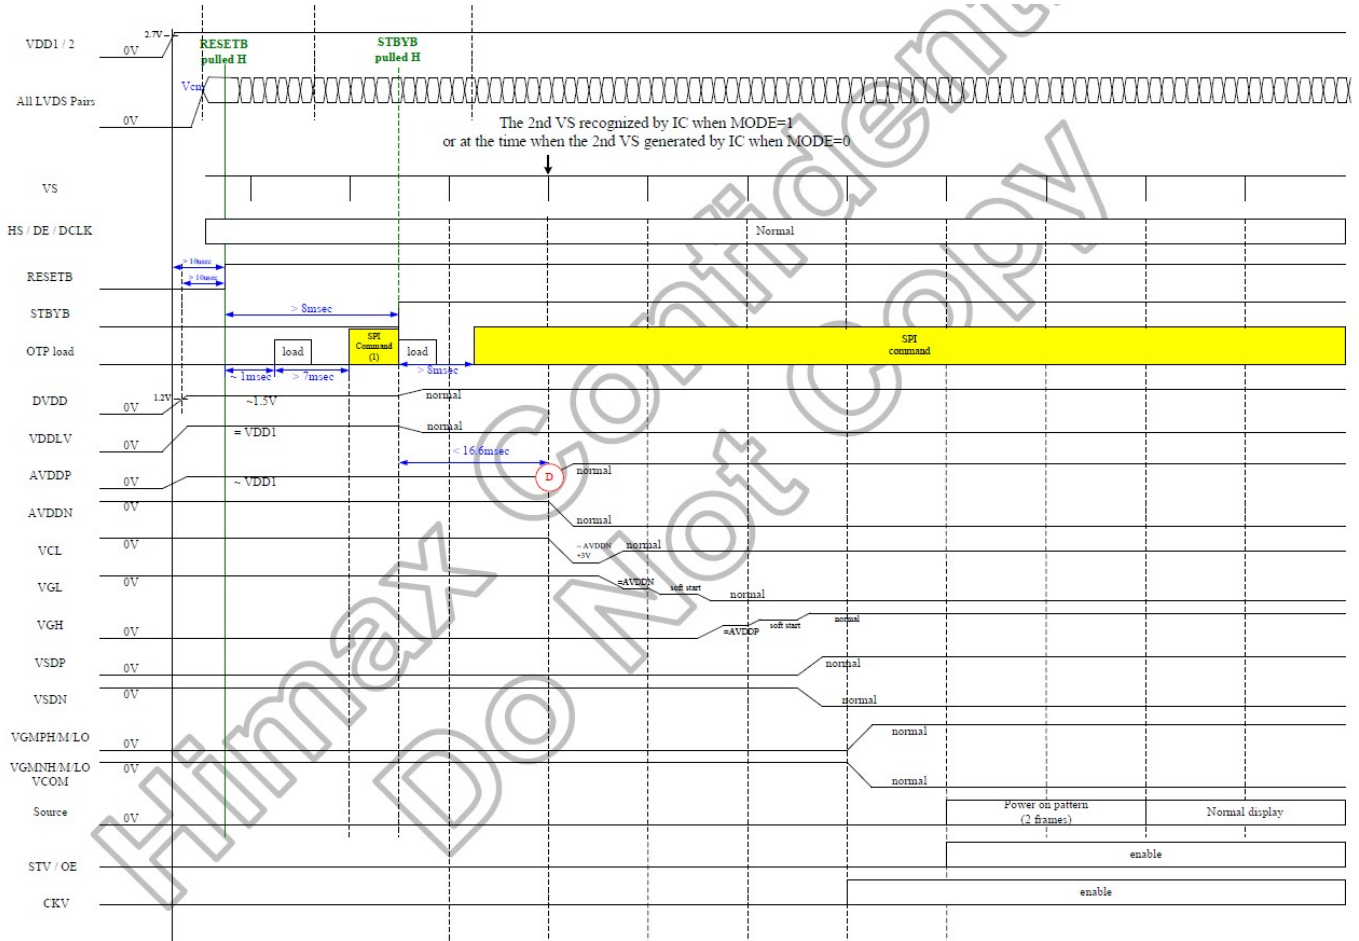 VDD1 / 2
2.7V
0V
RESETB
pulled H
STBYB
pulled H
All LVDS Pairs
Vcm
0V
The 2nd VS recognized by IC when MODE=1
or at the time when the 2nd VS generated by IC when MODE=0
VS
HS / DE / DCLK
Normal
RESETB
> 10usec
> 10usec
STBYB
> 8msec
OTP load
load
SPI
Command
(1)
load
SPI
command
~ 1msec
> 7msec
> 8msec
DVDD
0V
1.2V
~1.5V
normal
VDDLV
0V
= VDD1
normal
< 16.6msec
AVDDP
0V
~ VDD1
D
normal
AVDDN
0V
normal
VCL
0V
~ AVDDN
+3V
normal
VGL
0V
=AVDDN
soft start
normal
VGH
0V
=AVDDP
soft start
normal
VSDP
0V
normal
VSDN
0V
normal
VGMPH/M/LO
0V
normal
VGMNH/M/LO
VCOM
0V
normal
Source
0V
Power on pattern
(2 frames)
Normal display
STV / OE
enable
CKV
enable
Himax Confident
Do Not Copy